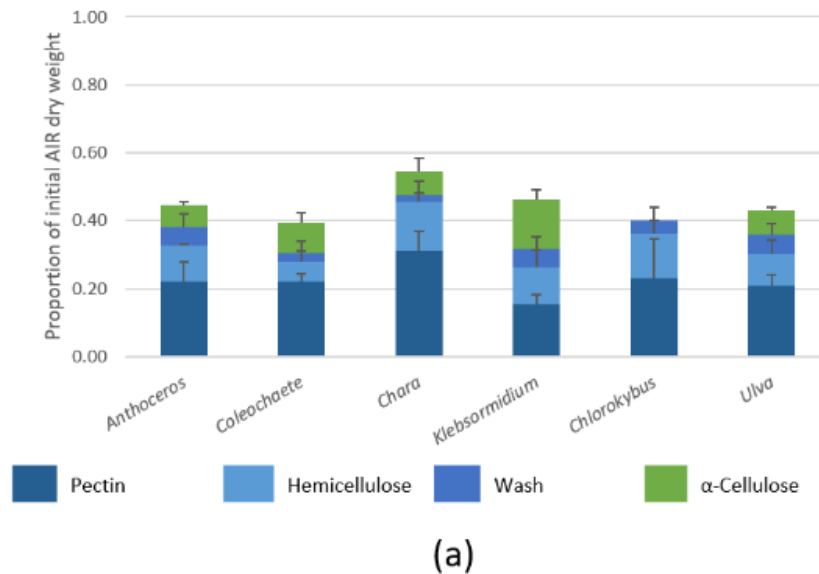 Proportion of initial AIR dry weight
1.00
0.80
0.60
0.40
0.20
0.00
Anthoceros
Coleochaete
Chara
Klebsormidium
Chlorokybus
Ulva
Pectin
Hemicellulose
Wash
α-Cellulose
(a)